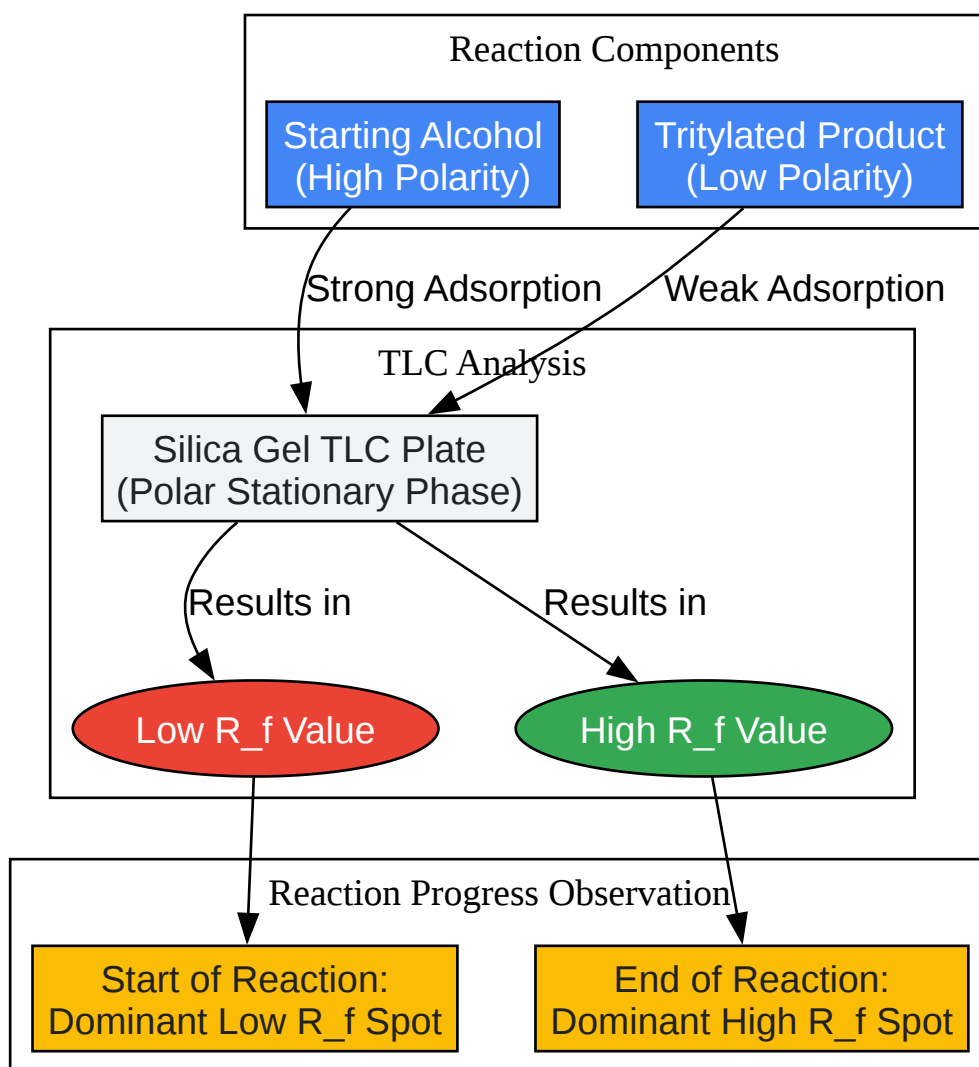 Reaction Components
Starting Alcohol
(High Polarity)
Tritylated Product
(Low Polarity)
Strong Adsorption
Weak Adsorption
TLC Analysis
Silica Gel TLC Plate
(Polar Stationary Phase)
Results in
Results in
Low R_f Value
High R_f Value
Reaction Progress Observation
Start of Reaction:
Dominant Low R_f Spot
End of Reaction:
Dominant High R_f Spot